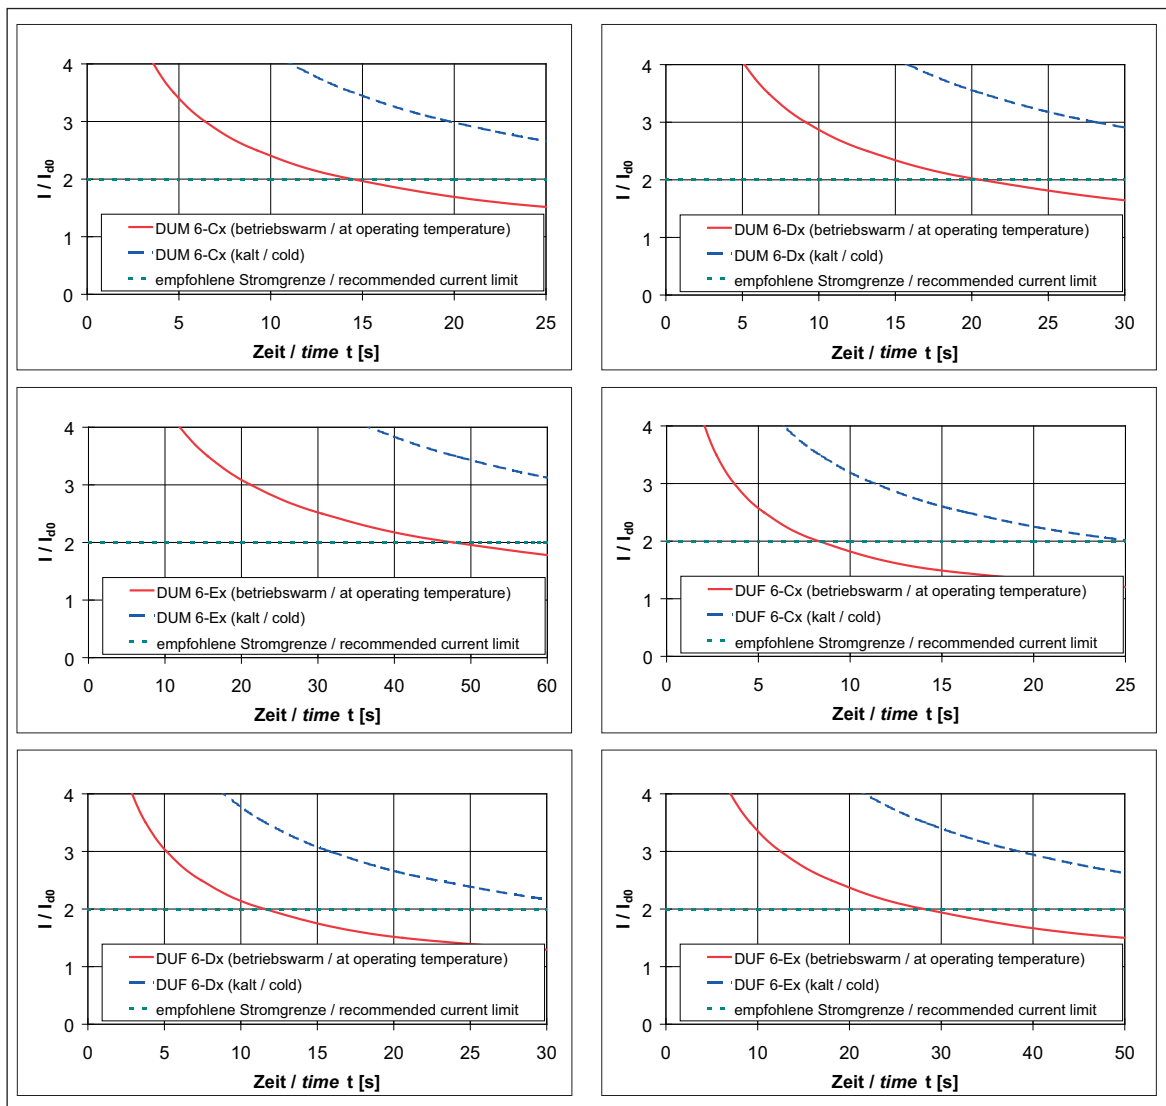 4
3
2
1
0
I / I_d0
DUM 6-Cx (betriebswarm / at operating temperature)
DUM 6-Cx (kalt / cold)
empfohlene Stromgrenze / recommended current limit
0 5 10 15 20 25
Zeit / time t [s]
4
3
2
1
0
I / I_d0
DUM 6-Dx (betriebswarm / at operating temperature)
DUM 6-Dx (kalt / cold)
empfohlene Stromgrenze / recommended current limit
0 5 10 15 20 25 30
Zeit / time t [s]
4
3
2
1
0
I / I_d0
DUM 6-Ex (betriebswarm / at operating temperature)
DUM 6-Ex (kalt / cold)
empfohlene Stromgrenze / recommended current limit
0 10 20 30 40 50 60
Zeit / time t [s]
4
3
2
1
0
I / I_d0
DUF 6-Cx (betriebswarm / at operating temperature)
DUF 6-Cx (kalt / cold)
empfohlene Stromgrenze / recommended current limit
0 5 10 15 20 25
Zeit / time t [s]
4
3
2
1
0
I / I_d0
DUF 6-Dx (betriebswarm / at operating temperature)
DUF 6-Dx (kalt / cold)
empfohlene Stromgrenze / recommended current limit
0 5 10 15 20 25 30
Zeit / time t [s]
4
3
2
1
0
I / I_d0
DUF 6-Ex (betriebswarm / at operating temperature)
DUF 6-Ex (kalt / cold)
empfohlene Stromgrenze / recommended current limit
0 10 20 30 40 50
Zeit / time t [s]